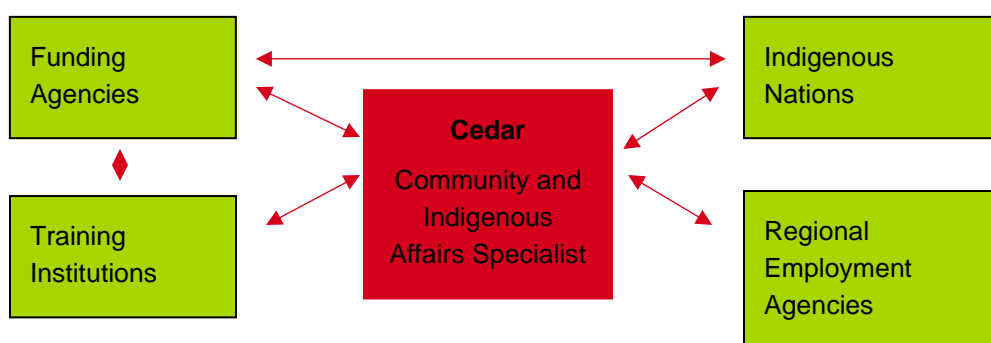 Funding
Agencies
Indigenous
Nations
Cedar
Community and
Indigenous
Affairs Specialist
Training
Institutions
Regional
Employment
Agencies